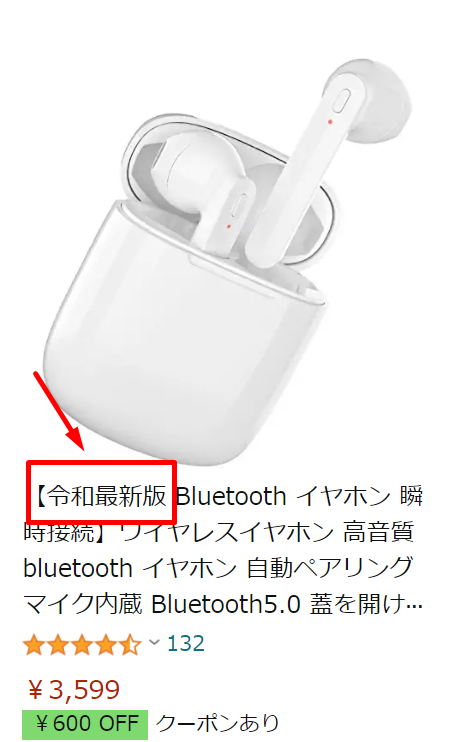 【令和最新版 Bluetooth イヤホン 瞬
時接続】ワイヤレスイヤホン 高音質
bluetooth イヤホン 自動ペアリング
マイク内蔵 Bluetooth5.0 蓋を開け…
132
￥3,599
￥600 OFF クーポンあり